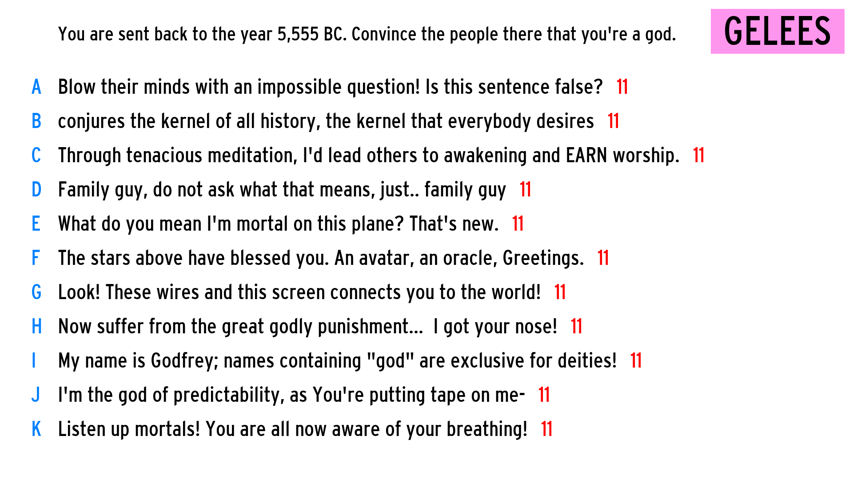 You are sent back to the year 5,555 BC. Convince the people there that you're a god.
GELEES
A Blow their minds with an impossible question! Is this sentence false? 11
B conjures the kernel of all history, the kernel that everybody desires 11
C Through tenacious meditation, I'd lead others to awakening and EARN worship. 11
D Family guy, do not ask what that means, just.. family guy 11
E What do you mean I'm mortal on this plane? That's new. 11
F The stars above have blessed you. An avatar, an oracle, Greetings. 11
G Look! These wires and this screen connects you to the world! 11
H Now suffer from the great godly punishment... I got your nose! 11
I My name is Godfrey; names containing "god" are exclusive for deities! 11
J I'm the god of predictability, as You're putting tape on me- 11
K Listen up mortals! You are all now aware of your breathing! 11